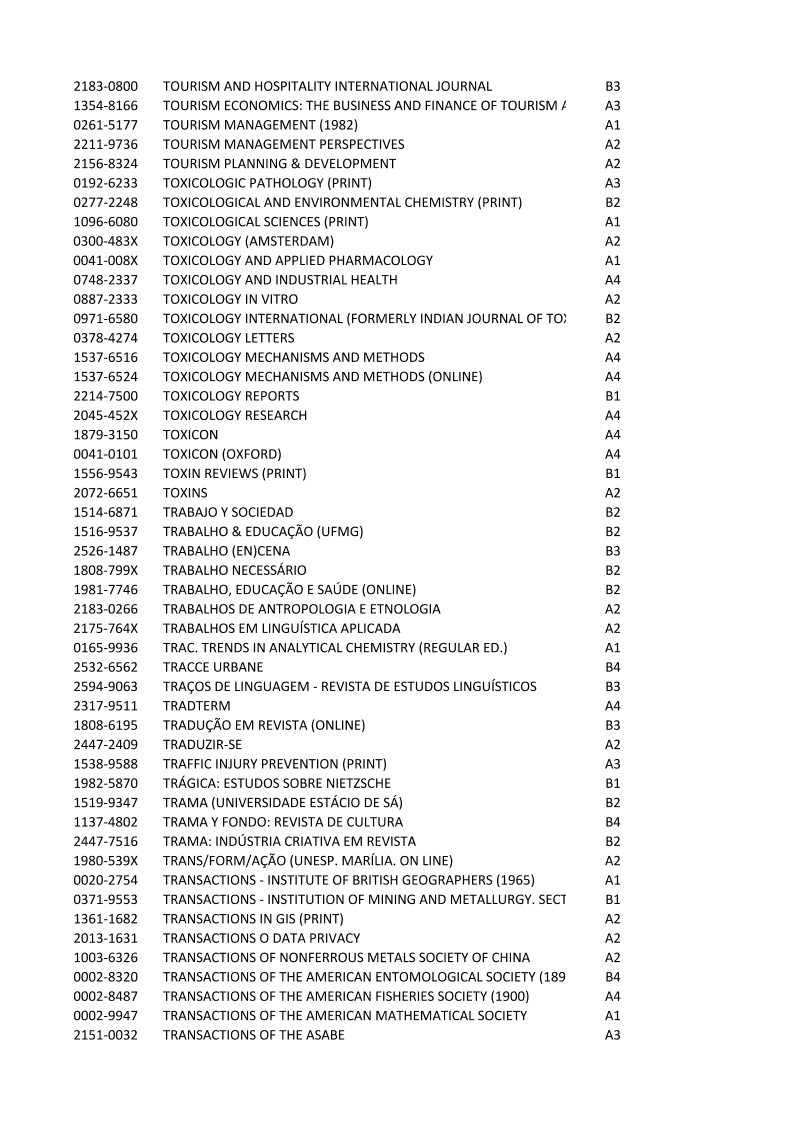 2183-0800 TOURISM AND HOSPITALITY INTERNATIONAL JOURNAL B3
1354-8166 TOURISM ECONOMICS: THE BUSINESS AND FINANCE OF TOURISM A3
0261-5177 TOURISM MANAGEMENT (1982) A1
2211-9736 TOURISM MANAGEMENT PERSPECTIVES A2
2156-8324 TOURISM PLANNING & DEVELOPMENT A2
0192-6233 TOXICOLOGIC PATHOLOGY (PRINT) A3
0277-2248 TOXICOLOGICAL AND ENVIRONMENTAL CHEMISTRY (PRINT) B2
1096-6080 TOXICOLOGICAL SCIENCES (PRINT) A1
0300-483X TOXICOLOGY (AMSTERDAM) A2
0041-008X TOXICOLOGY AND APPLIED PHARMACOLOGY A1
0748-2337 TOXICOLOGY AND INDUSTRIAL HEALTH A4
0887-2333 TOXICOLOGY IN VITRO A2
0971-6580 TOXICOLOGY INTERNATIONAL (FORMERLY INDIAN JOURNAL OF B2
0378-4274 TOXICOLOGY LETTERS A2
1537-6516 TOXICOLOGY MECHANISMS AND METHODS A4
1537-6524 TOXICOLOGY MECHANISMS AND METHODS (ONLINE) A4
2214-7500 TOXICOLOGY REPORTS B1
2045-452X TOXICOLOGY RESEARCH A4
1879-3150 TOXICON A4
0041-0101 TOXICON (OXFORD) A4
1556-9543 TOXIN REVIEWS (PRINT) B1
2072-6651 TOXINS A2
1514-6871 TRABAJO Y SOCIEDAD B2
1516-9537 TRABALHO & EDUCAÇÃO (UFMG) B2
2526-1487 TRABALHO (EN)CENA B3
1808-799X TRABALHO NECESSÁRIO B2
1981-7746 TRABALHO, EDUCAÇÃO E SAÚDE (ONLINE) B2
2183-0266 TRABALHOS DE ANTROPOLOGIA E ETNOLOGIA A2
2175-764X TRABALHOS EM LINGUÍSTICA APLICADA A2
0165-9936 TRAC. TRENDS IN ANALYTICAL CHEMISTRY (REGULAR ED.) A1
2532-6562 TRACCE URBANE B4
2594-9063 TRAÇOS DE LINGUAGEM - REVISTA DE ESTUDOS LINGUÍSTICOS B3
2317-9511 TRADTERM A4
1808-6195 TRADUÇÃO EM REVISTA (ONLINE) B3
2447-2409 TRADUZIR-SE A2
1538-9588 TRAFFIC INJURY PREVENTION (PRINT) A3
1982-5870 TRÁGICA: ESTUDOS SOBRE NIETZSCHE B1
1519-9347 TRAMA (UNIVERSIDADE ESTÁCIO DE SÁ) B2
1137-4802 TRAMA Y FONDO: REVISTA DE CULTURA B4
2447-7516 TRAMA: INDÚSTRIA CRIATIVA EM REVISTA B2
1980-539X TRANS/FORM/AÇÃO (UNESP. MARÍLIA. ON LINE) A2
0020-2754 TRANSACTIONS - INSTITUTE OF BRITISH GEOGRAPHERS (1965) A1
0371-9553 TRANSACTIONS - INSTITUTION OF MINING AND METALLURGY. SECT B1
1361-1682 TRANSACTIONS IN GIS (PRINT) A2
2013-1631 TRANSACTIONS O DATA PRIVACY A2
1003-6326 TRANSACTIONS OF NONFERROUS METALS SOCIETY OF CHINA A2
0002-8320 TRANSACTIONS OF THE AMERICAN ENTOMOLOGICAL SOCIETY (189 B4
0002-8487 TRANSACTIONS OF THE AMERICAN FISHERIES SOCIETY (1900) A4
0002-9947 TRANSACTIONS OF THE AMERICAN MATHEMATICAL SOCIETY A1
2151-0032 TRANSACTIONS OF THE ASABE A3